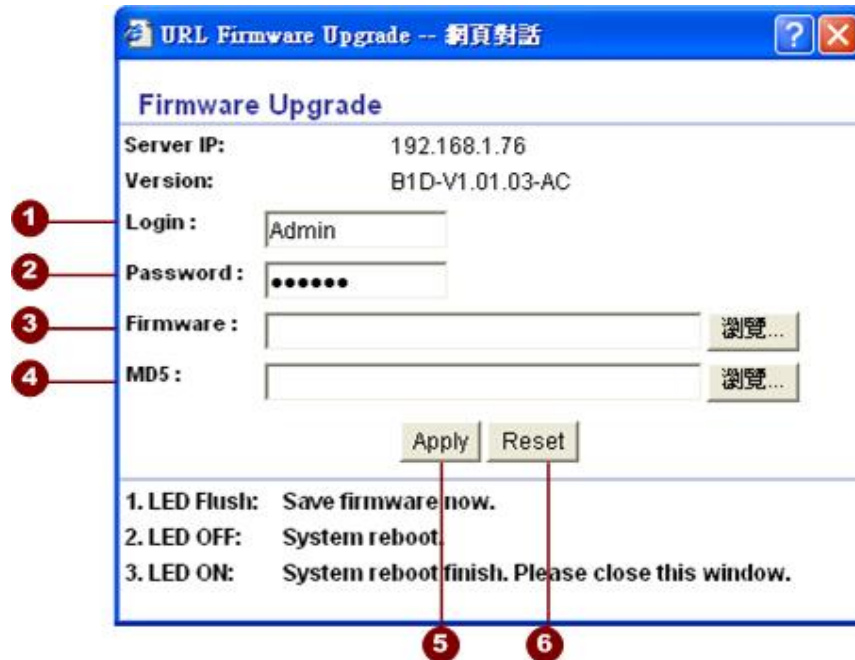 URL Firmware Upgrade -- 網頁對話
Firmware Upgrade
Server IP: 192.168.1.76
Version: B1D-V1.01.03-AC
1 Login : Admin
2 Password : ●●●●●●
3 Firmware : 瀏覽...
4 MD5 : 瀏覽...
Apply Reset
1. LED Flush: Save firmware now.
2. LED OFF: System reboot.
3. LED ON: System reboot finish. Please close this window.
5 6